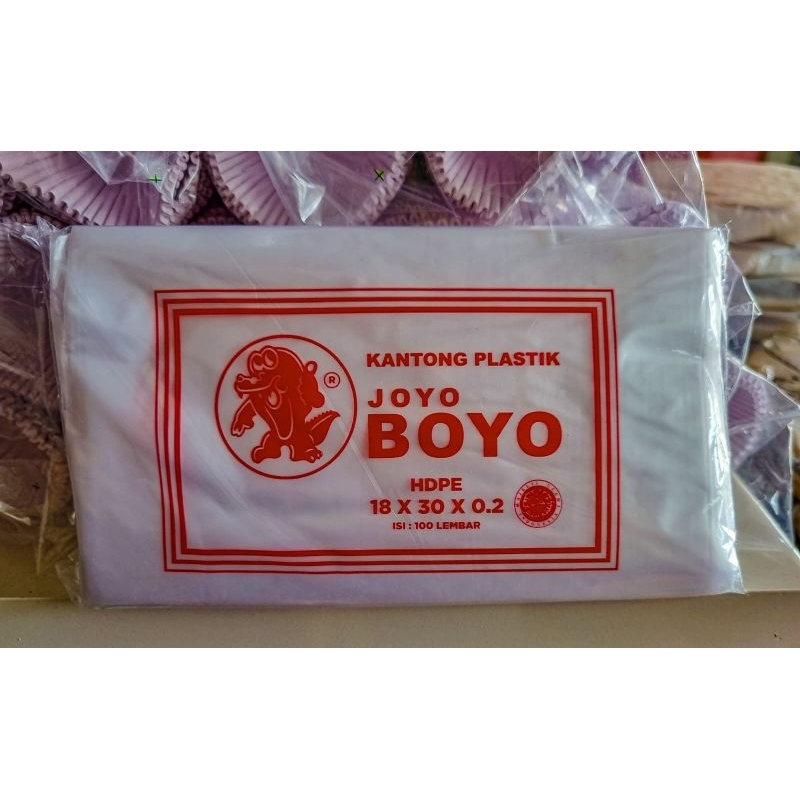 KANTONG PLASTIK
®
JOYO
BOYO
HDPE
18 X 30 X 0.2
ISI : 100 LEMBAR